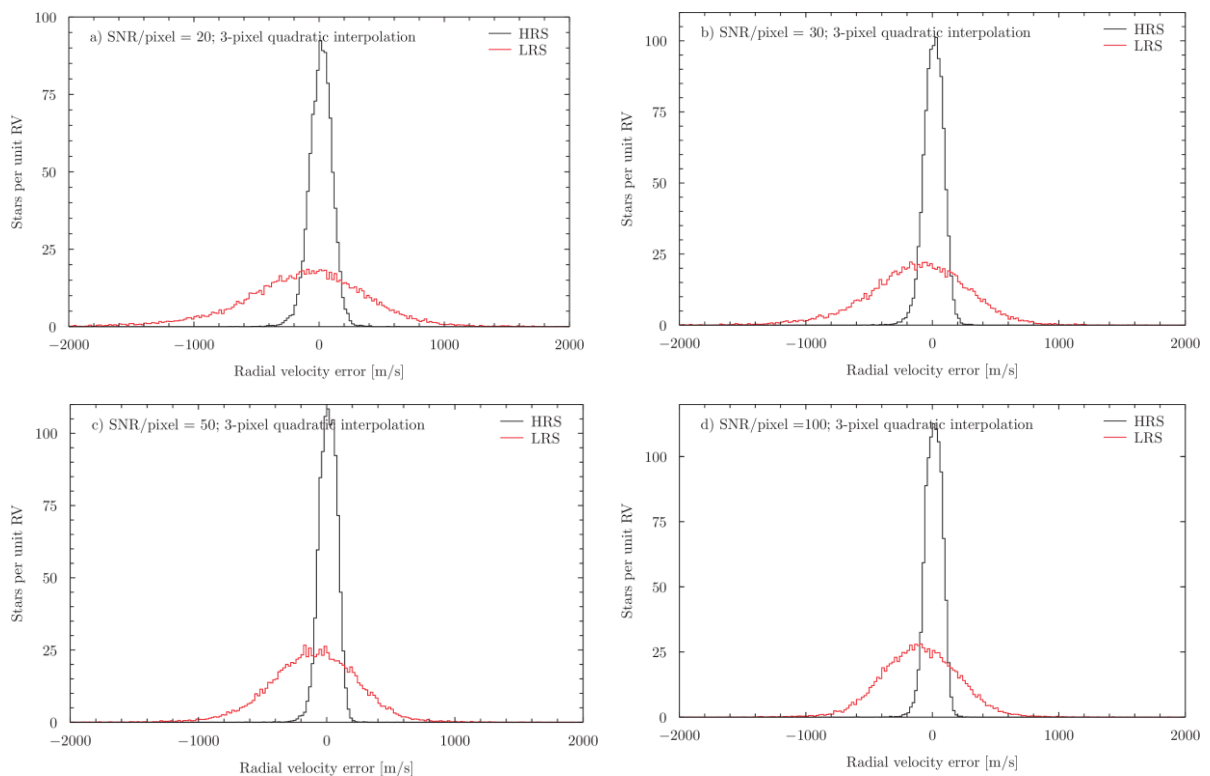 a) SNR/pixel = 20; 3-pixel quadratic interpolation
HRS
LRS
Stars per unit RV
100
75
50
25
0
−2000
−1000
0
1000
2000
Radial velocity error [m/s]
b) SNR/pixel = 30; 3-pixel quadratic interpolation
HRS
LRS
Stars per unit RV
100
75
50
25
0
−2000
−1000
0
1000
2000
Radial velocity error [m/s]
c) SNR/pixel = 50; 3-pixel quadratic interpolation
HRS
LRS
Stars per unit RV
100
75
50
25
0
−2000
−1000
0
1000
2000
Radial velocity error [m/s]
d) SNR/pixel =100; 3-pixel quadratic interpolation
HRS
LRS
Stars per unit RV
100
75
50
25
0
−2000
−1000
0
1000
2000
Radial velocity error [m/s]